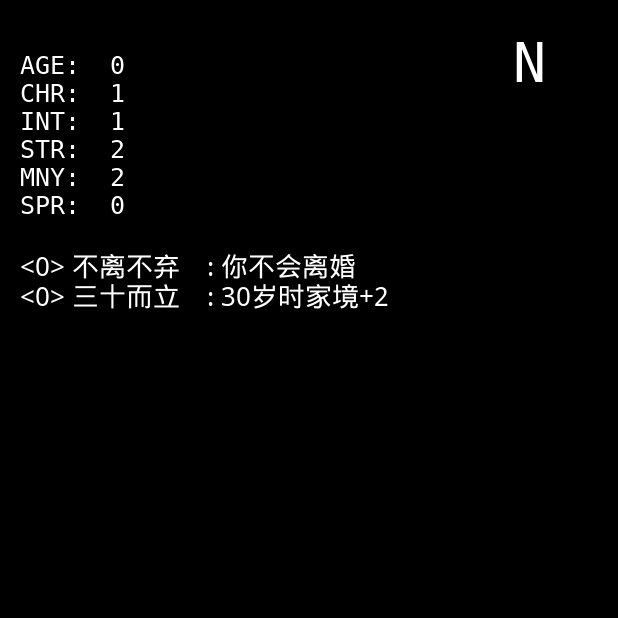 N
AGE: 0
CHR: 1
INT: 1
STR: 2
MNY: 2
SPR: 0
<0> 不离不弃 : 你不会离婚
<0> 三十而立 : 30岁时家境+2